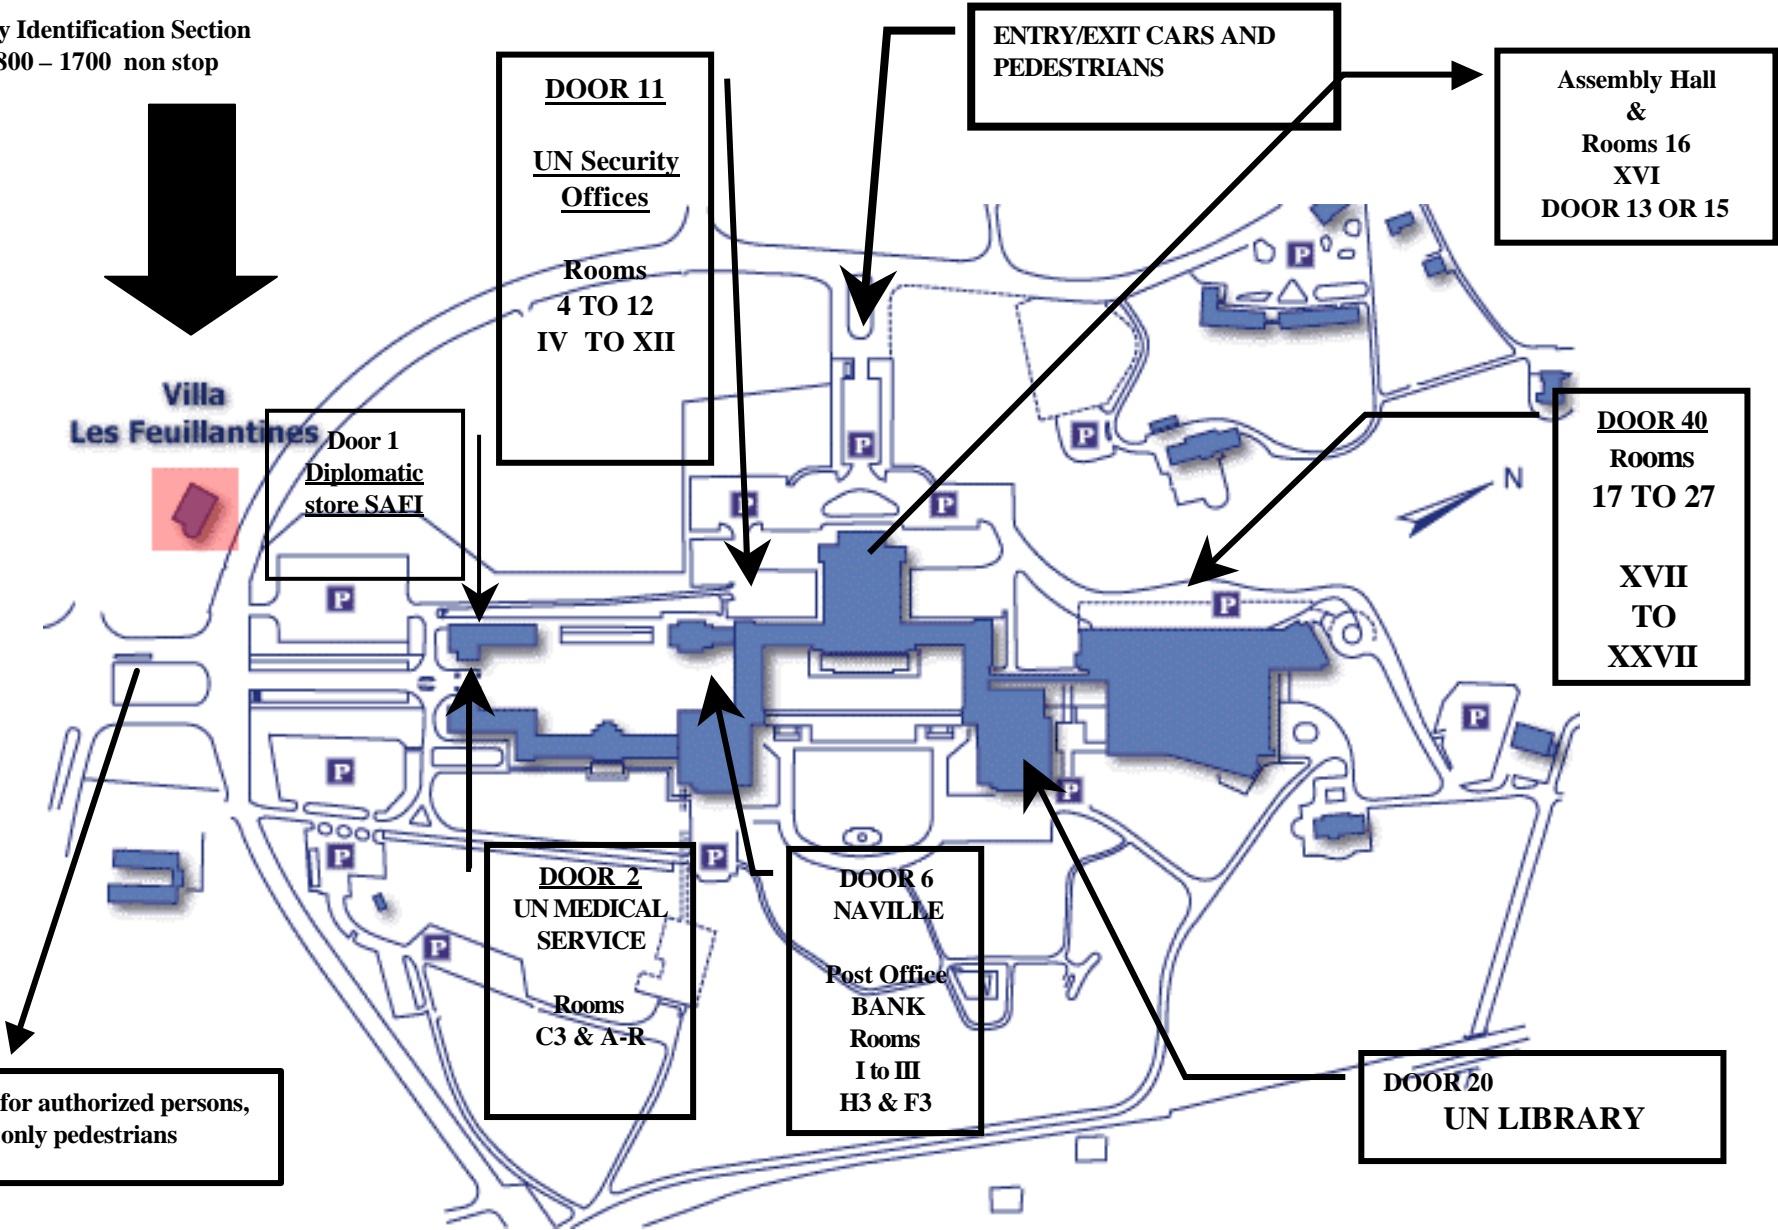 y Identification Section
800 – 1700 non stop
ENTRY/EXIT CARS AND
PEDESTRIANS
DOOR 11
UN Security
Offices
Rooms
4 TO 12
IV TO XII
Assembly Hall
&
Rooms 16
XVI
DOOR 13 OR 15
Villa
Les Feuillantines
Door 1
Diplomatic
store SAFI
DOOR 40
Rooms
17 TO 27
XVII
TO
XXVII
N
P
P
P
P
P
P
P
P
P
P
P
P
P
DOOR 2
UN MEDICAL
SERVICE
Rooms
C3 & A-R
DOOR 6
NAVILLE
Post Office
BANK
Rooms
I to III
H3 & F3
for authorized persons,
only pedestrians
DOOR 20
UN LIBRARY